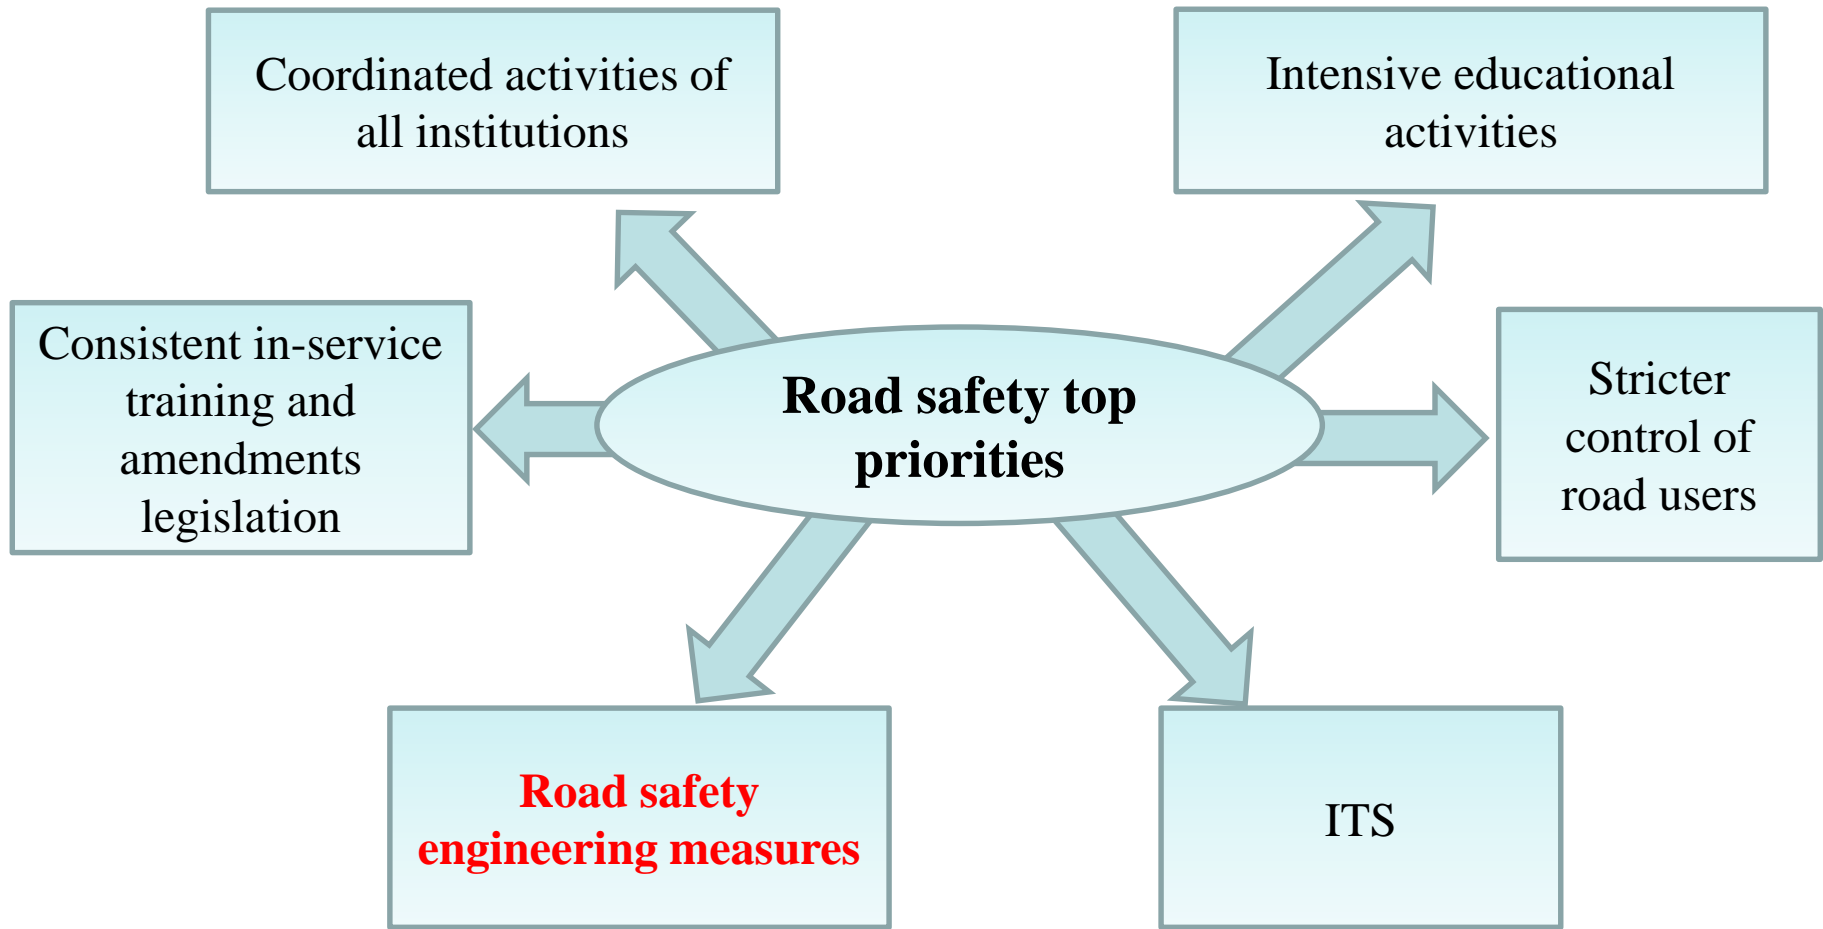 Coordinated activities of
all institutions
Intensive educational
activities
Consistent in-service
training and
amendments
legislation
Road safety top
priorities
Stricter
control of
road users
Road safety
engineering measures
ITS